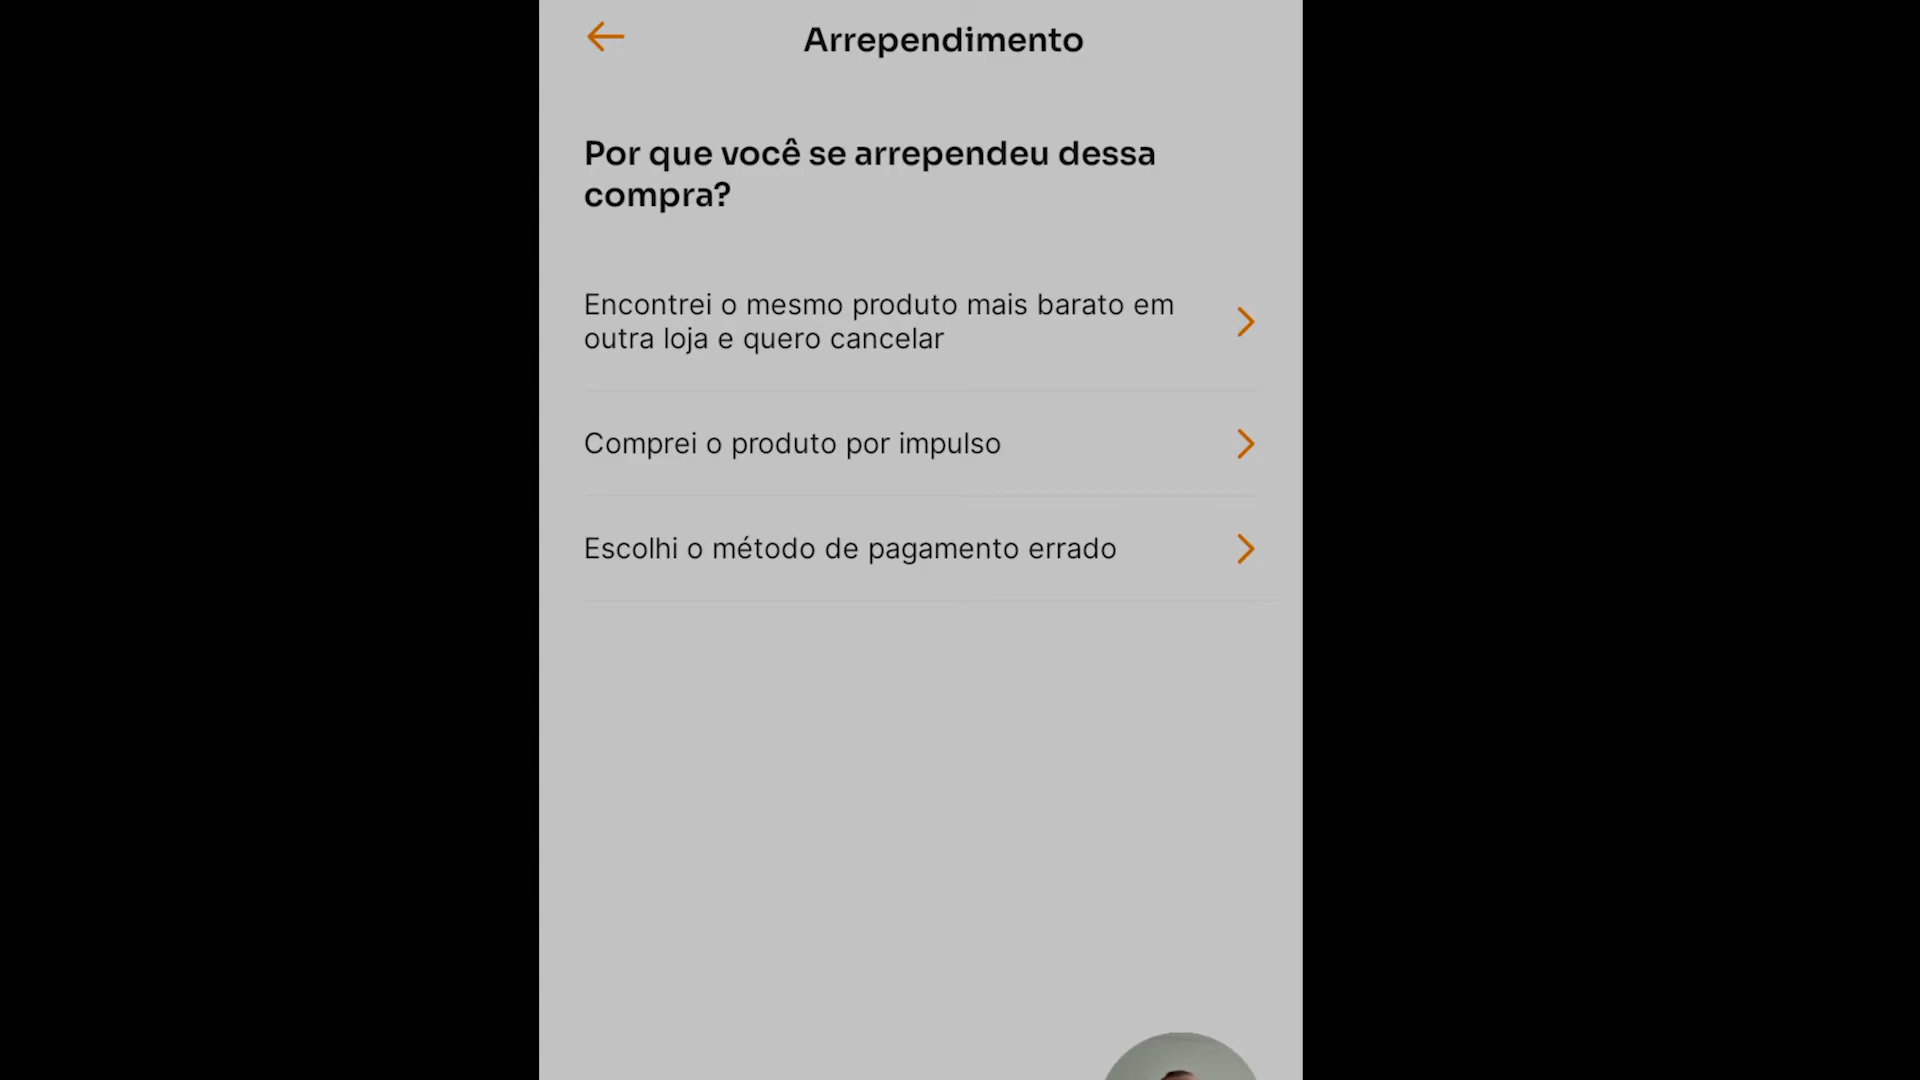 Arrependimento
Por que você se arrependeu dessa
compra?
Encontrei o mesmo produto mais barato em
outra loja e quero cancelar
Comprei o produto por impulso
Escolhi o método de pagamento errado